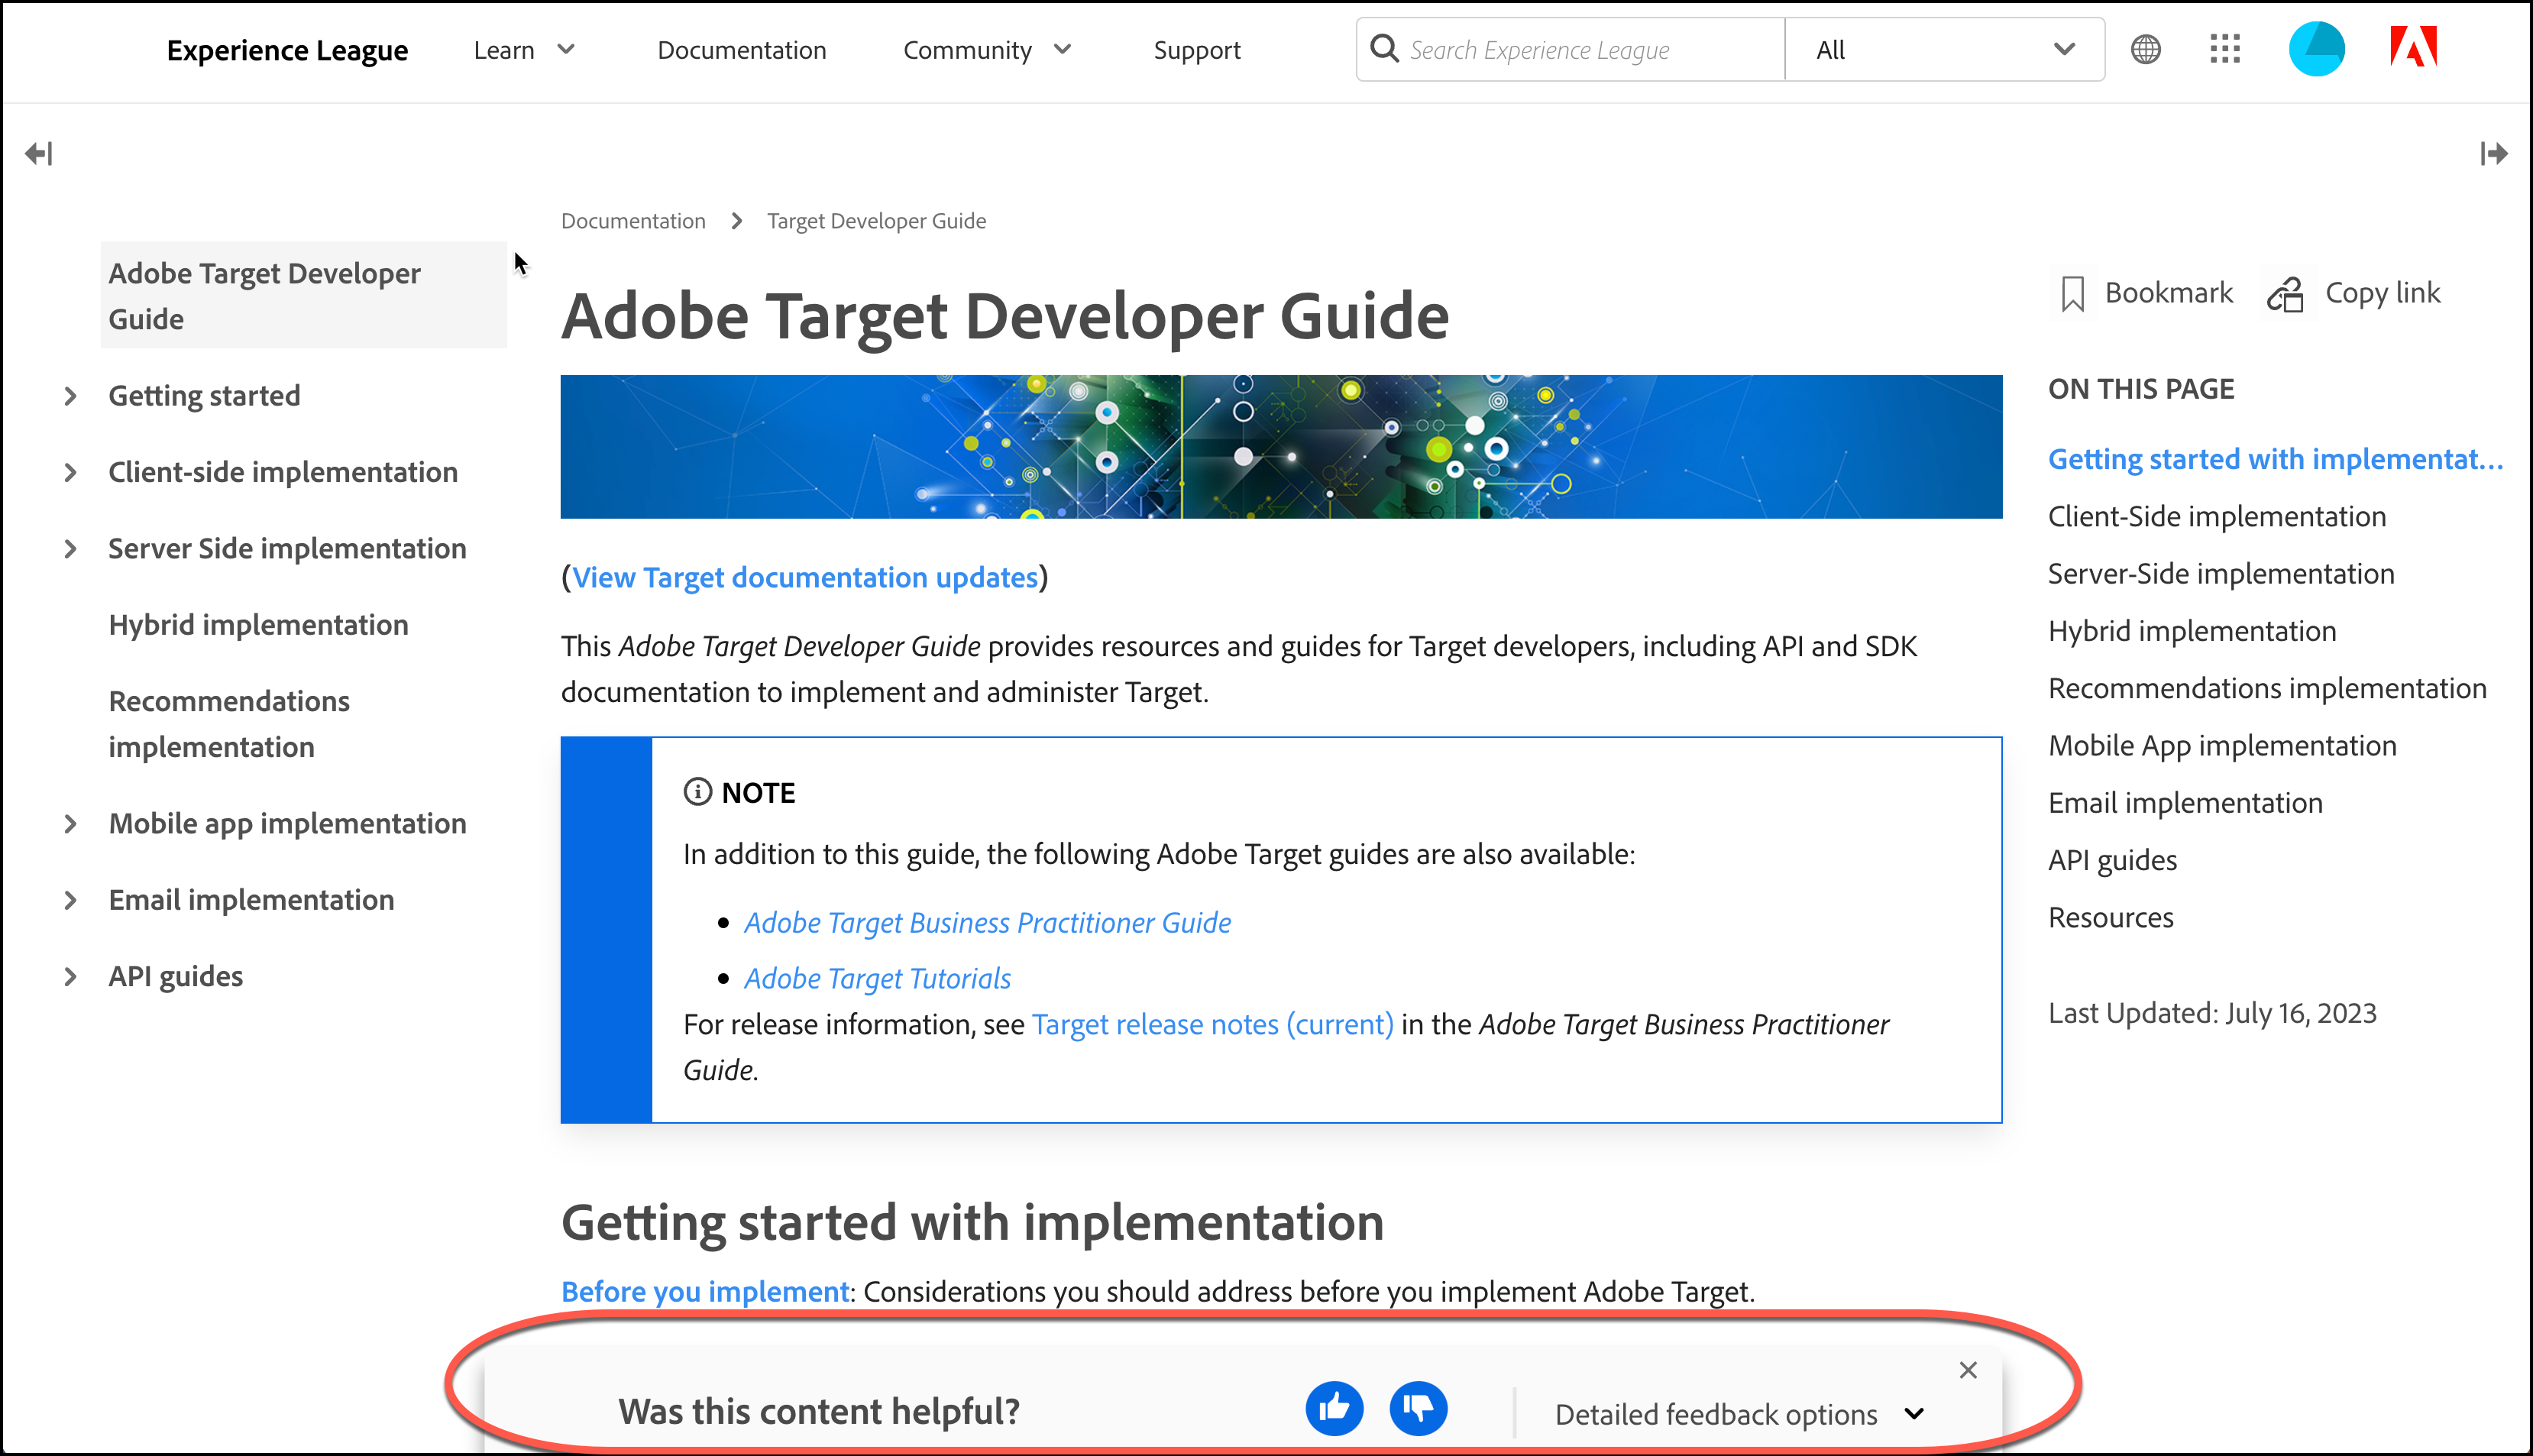 Experience League
Learn
Documentation
Community
Support
Search Experience League
All
Documentation
Target Developer Guide
Adobe Target Developer
Guide
Getting started
Client-side implementation
Server Side implementation
Hybrid implementation
Recommendations
implementation
Mobile app implementation
Email implementation
API guides
Adobe Target Developer Guide
(View Target documentation updates)
This Adobe Target Developer Guide provides resources and guides for Target developers, including API and SDK
documentation to implement and administer Target.
NOTE
In addition to this guide, the following Adobe Target guides are also available:
• Adobe Target Business Practitioner Guide
• Adobe Target Tutorials
For release information, see Target release notes (current) in the Adobe Target Business Practitioner
Guide.
Getting started with implementation
Before you implement: Considerations you should address before you implement Adobe Target.
Bookmark
Copy link
ON THIS PAGE
Getting started with implementat...
Client-Side implementation
Server-Side implementation
Hybrid implementation
Recommendations implementation
Mobile App implementation
Email implementation
API guides
Resources
Last Updated: July 16, 2023
Was this content helpful?
Detailed feedback options